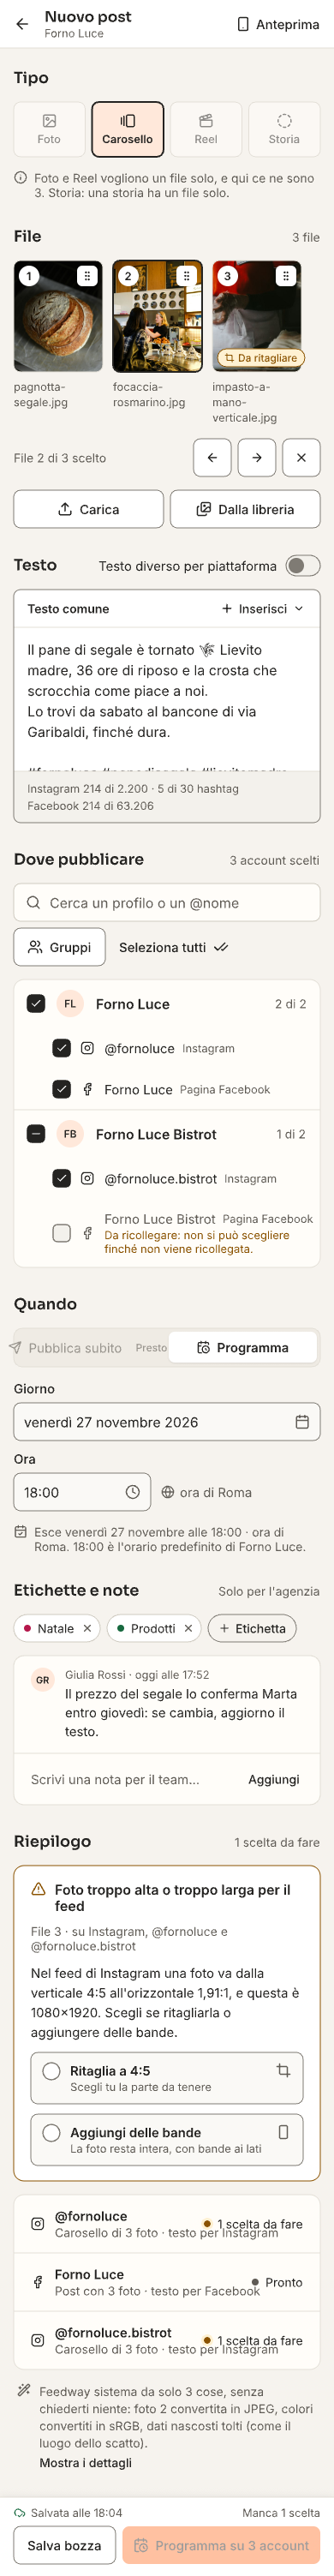 Nuovo post
Forno Luce
Anteprima
Tipo
Foto
Carosello
Reel
Storia
Foto e Reel vogliono un file solo, e qui ce ne sono
3. Storia: una storia ha un file solo.
File
3 file
1
2
3
Da ritagliare
pagnotta-
segale.jpg
focaccia-
rosmarino.jpg
impasto-a-
mano-
verticale.jpg
File 2 di 3 scelto
Carica
Dalla libreria
Testo
Testo diverso per piattaforma
Testo comune
Inserisci
Il pane di segale è tornato 🌾 Lievito
madre, 36 ore di riposo e la crosta che
scrocchia come piace a noi.
Lo trovi da sabato al bancone di via
Garibaldi, finché dura.
Instagram 214 di 2.200 · 5 di 30 hashtag
Facebook 214 di 63.206
Dove pubblicare
3 account scelti
Cerca un profilo o un @nome
Gruppi
Seleziona tutti
FL
Forno Luce
2 di 2
@fornoluce Instagram
Forno Luce Pagina Facebook
FB
Forno Luce Bistrot
1 di 2
@fornoluce.bistrot Instagram
Forno Luce Bistrot Pagina Facebook
Da ricollegare: non si può scegliere
finché non viene ricollegata.
Quando
Pubblica subito
Presto
Programma
Giorno
venerdì 27 novembre 2026
Ora
18:00
ora di Roma
Esce venerdì 27 novembre alle 18:00 · ora di
Roma. 18:00 è l'orario predefinito di Forno Luce.
Etichette e note
Solo per l'agenzia
Natale
Prodotti
Etichetta
GR
Giulia Rossi · oggi alle 17:52
Il prezzo del segale lo conferma Marta
entro giovedì: se cambia, aggiorno il
testo.
Scrivi una nota per il team…
Aggiungi
Riepilogo
1 scelta da fare
Foto troppo alta o troppo larga per il
feed
File 3 · su Instagram, @fornoluce e
@fornoluce.bistrot
Nel feed di Instagram una foto va dalla
verticale 4:5 all'orizzontale 1,91:1, e questa è
1080×1920. Scegli se ritagliarla o
aggiungere delle bande.
Ritaglia a 4:5
Scegli tu la parte da tenere
Aggiungi delle bande
La foto resta intera, con bande ai lati
@fornoluce
1 scelta da fare
Carosello di 3 foto · testo per Instagram
Forno Luce
Pronto
Post con 3 foto · testo per Facebook
@fornoluce.bistrot
1 scelta da fare
Carosello di 3 foto · testo per Instagram
Feedway sistema da solo 3 cose, senza
chiederti niente: foto 2 convertita in JPEG, colori
convertiti in sRGB, dati nascosti tolti (come il
luogo dello scatto).
Mostra i dettagli
Salvata alle 18:04
Manca 1 scelta
Salva bozza
Programma su 3 account